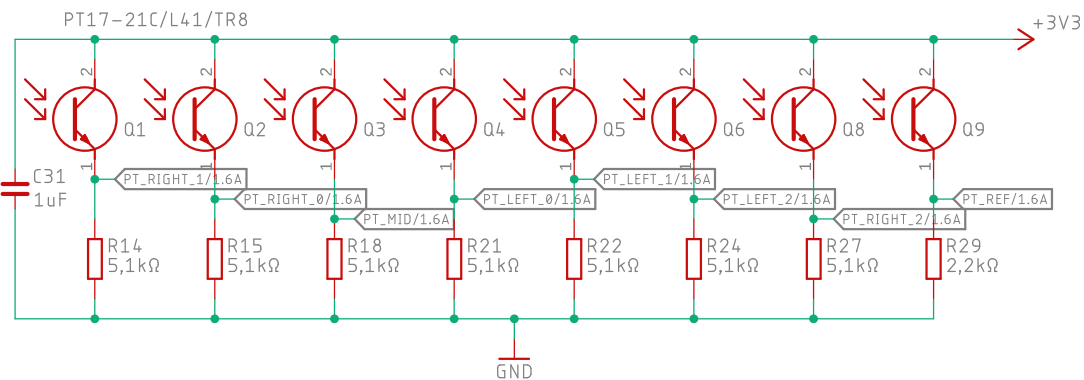 PT17-21C/L41/TR8
+3V3
2 2 2 2 2 2 2 2
Q1 Q2 Q3 Q4 Q5 Q6 Q8 Q9
1 1 1 1 1 1 1 1
C31
1uF
PT_RIGHT_1/1.6A
PT_LEFT_1/1.6A
PT_RIGHT_0/1.6A
PT_LEFT_0/1.6A
PT_LEFT_2/1.6A
PT_REF/1.6A
PT_MID/1.6A
PT_RIGHT_2/1.6A
R14 R15 R18 R21 R22 R24 R27 R29
5,1kΩ 5,1kΩ 5,1kΩ 5,1kΩ 5,1kΩ 5,1kΩ 5,1kΩ 2,2kΩ
GND